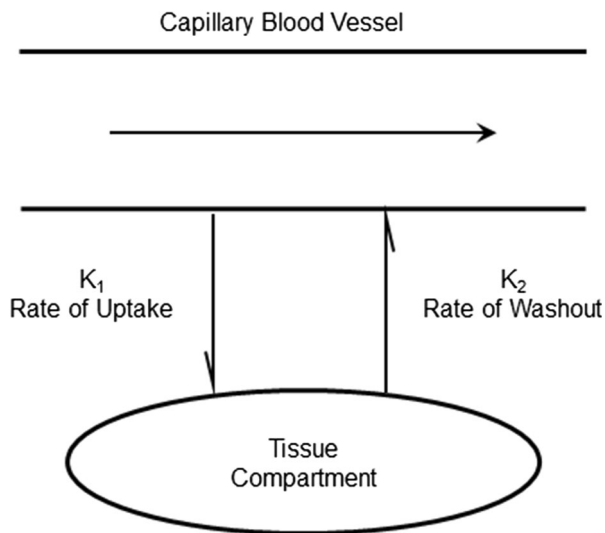 Capillary Blood Vessel
K₁
Rate of Uptake
K₂
Rate of Washout
Tissue
Compartment